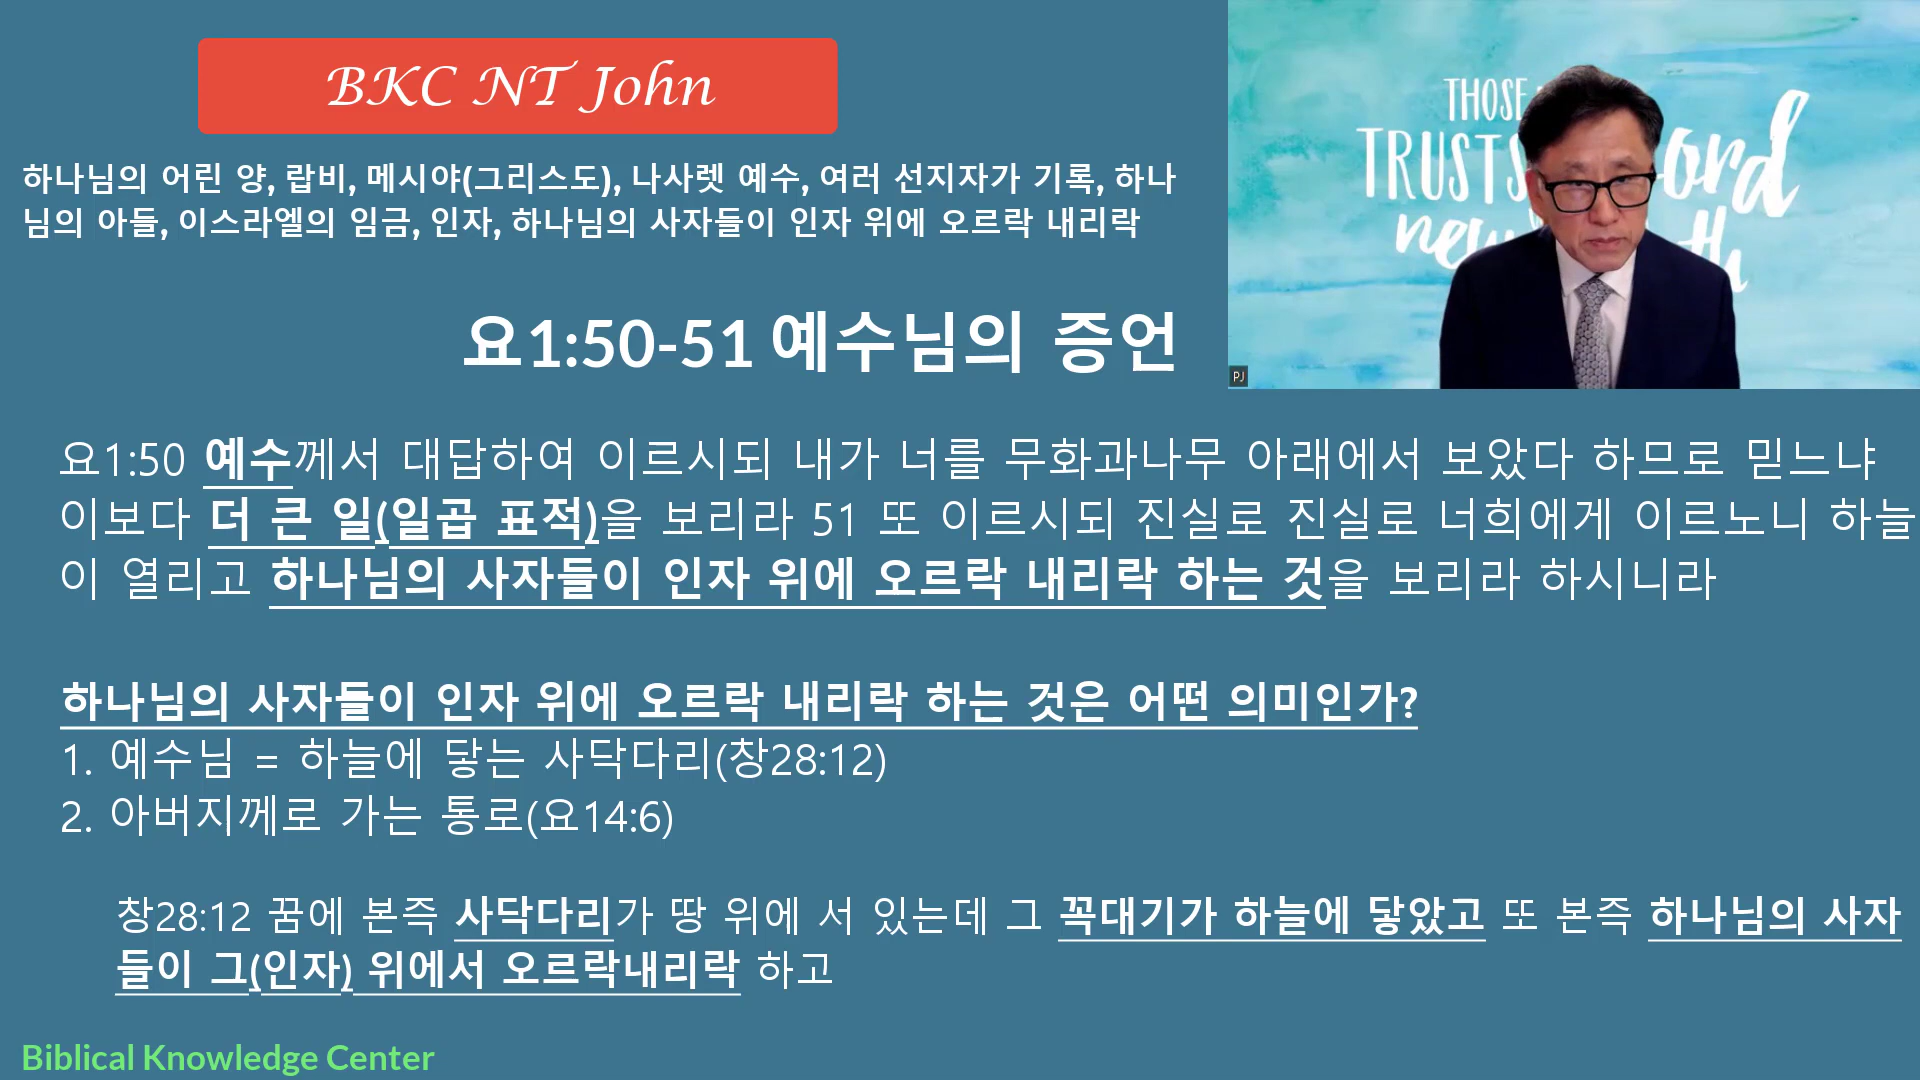 BKC NT John
하나님의 어린 양, 랍비, 메시야(그리스도), 나사렛 예수, 여러 선지자가 기록, 하나
님의 아들, 이스라엘의 임금, 인자, 하나님의 사자들이 인자 위에 오르락 내리락
THOSE
TRUSTS ord
new th
PJ
요1:50-51 예수님의 증언
요1:50 예수께서 대답하여 이르시되 내가 너를 무화과나무 아래에서 보았다 하므로 믿느냐
이보다 더 큰 일(일곱 표적)을 보리라 51 또 이르시되 진실로 진실로 너희에게 이르노니 하늘
이 열리고 하나님의 사자들이 인자 위에 오르락 내리락 하는 것을 보리라 하시니라
하나님의 사자들이 인자 위에 오르락 내리락 하는 것은 어떤 의미인가?
1. 예수님 = 하늘에 닿는 사닥다리(창28:12)
2. 아버지께로 가는 통로(요14:6)
창28:12 꿈에 본즉 사닥다리가 땅 위에 서 있는데 그 꼭대기가 하늘에 닿았고 또 본즉 하나님의 사자
들이 그(인자) 위에서 오르락내리락 하고
Biblical Knowledge Center